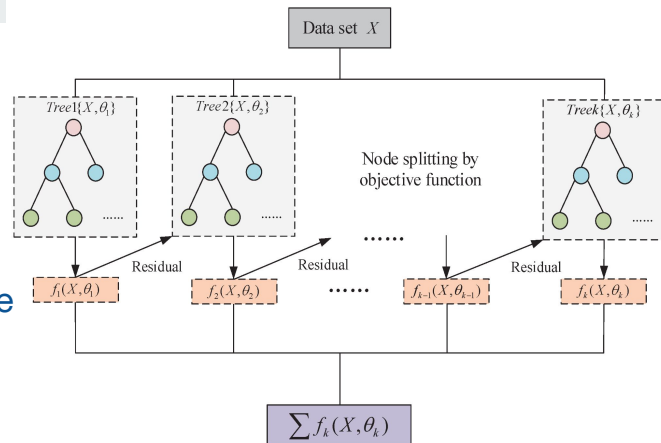 Data set X
Tree1{X,θ₁}
Tree2{X,θ₂}
Treek{X,θₖ}
Node splitting by
objective function
......
......
......
......
Residual
Residual
Residual
e
f₁(X,θ₁)
f₂(X,θ₂)
......
fₖ₋₁(X,θₖ₋₁)
fₖ(X,θₖ)
∑ fₖ(X,θₖ)